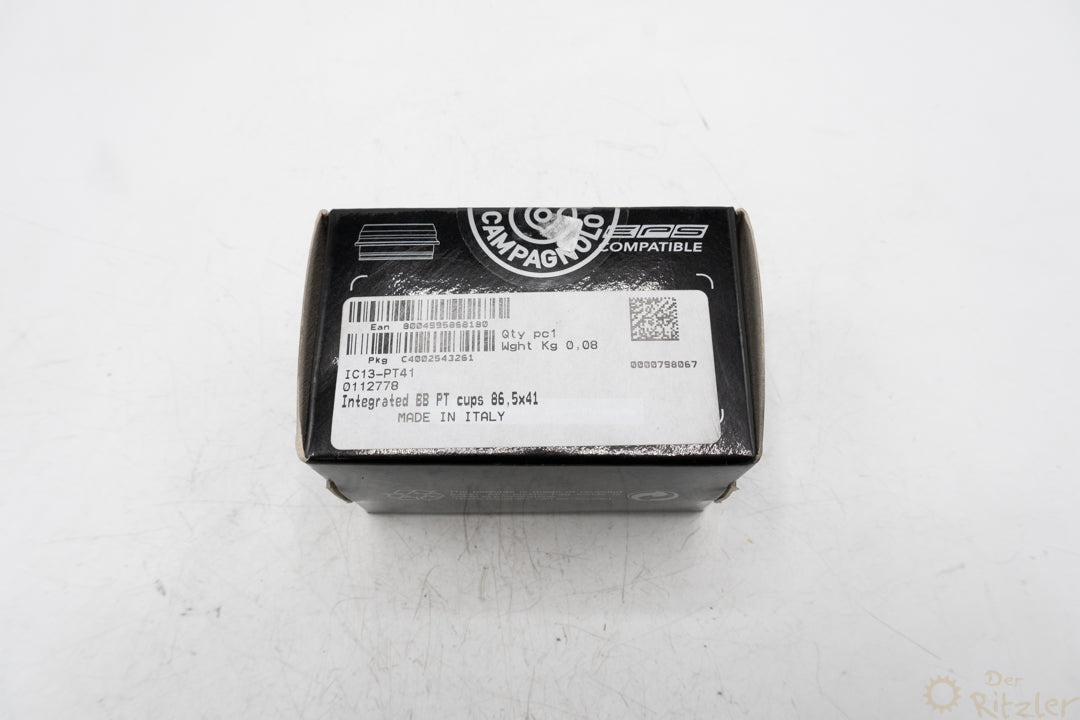 CAMPAGNOLO
EPS
COMPATIBLE
Ean 8004995868180
Qty pc1
Wght Kg 0,08
Pkg C4002543261
0000798067
IC13-PT41
0112778
Integrated BB PT cups 86,5x41
MADE IN ITALY
Der
Ritzler